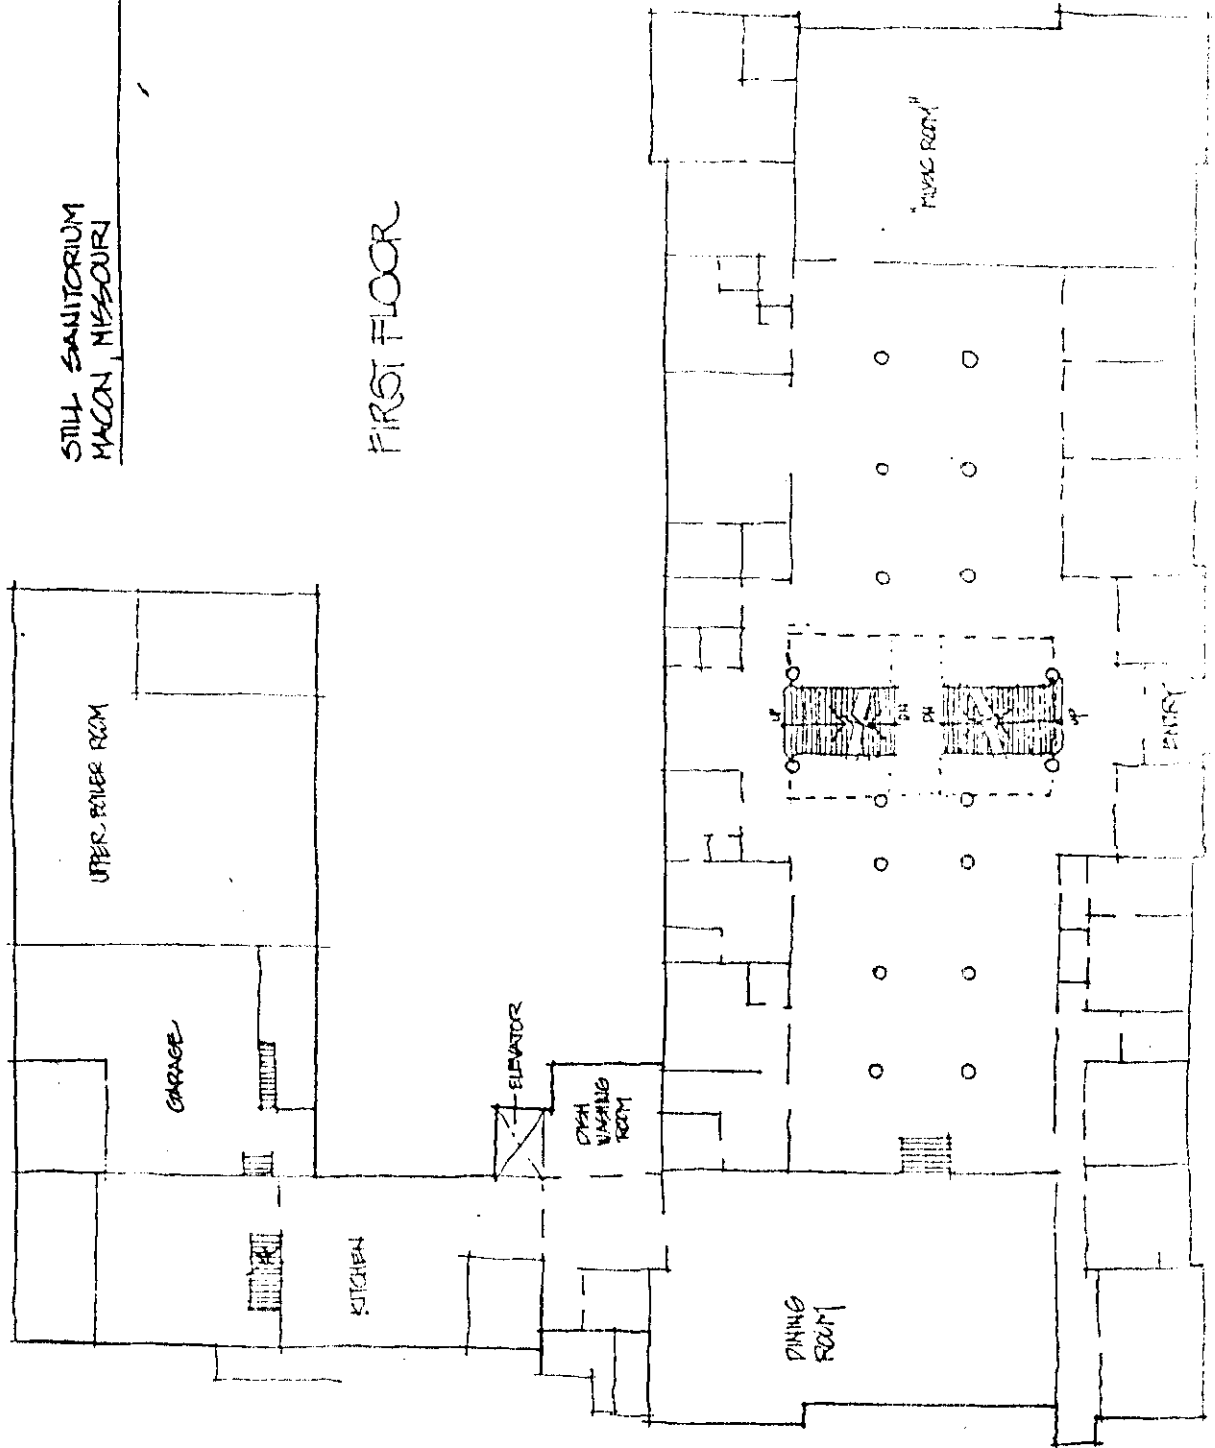 STILL SANITORIUM
MACON, MISSOURI
FIRST FLOOR
UPPER BOILER ROOM
GARAGE
ELEVATOR
DISH
WASHING
ROOM
KITCHEN
DINING
ROOM
"MUSIC ROOM"
UP
DN
DN
UP
ENTRY